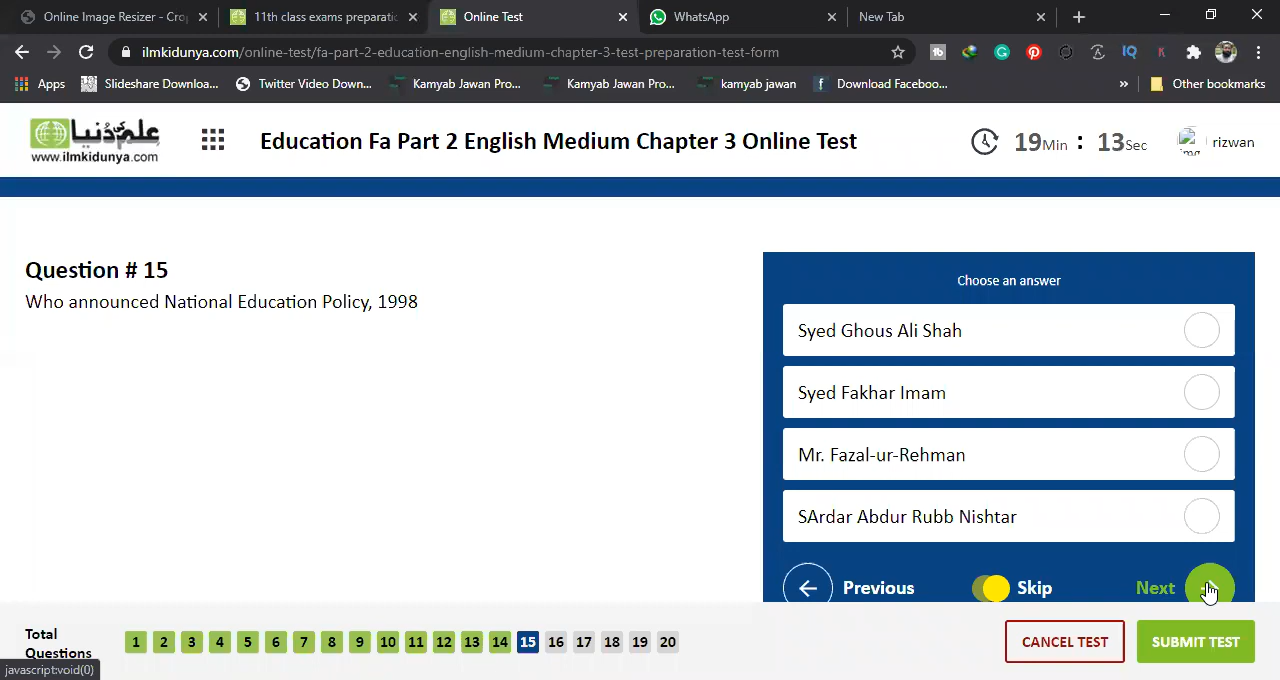 Online Image Resizer - Cro
11th class exams preparati
Online Test
WhatsApp
New Tab
ilmkidunya.com/online-test/fa-part-2-education-english-medium-chapter-3-test-preparation-test-form
Apps
Slideshare Downloa...
Twitter Video Down...
Kamyab Jawan Pro...
Kamyab Jawan Pro...
kamyab jawan
Download Faceboo...
Other bookmarks
علم کی دنیا
www.ilmkidunya.com
Education Fa Part 2 English Medium Chapter 3 Online Test
19Min : 13Sec
rizwan
Question # 15
Who announced National Education Policy, 1998
Choose an answer
Syed Ghous Ali Shah
Syed Fakhar Imam
Mr. Fazal-ur-Rehman
SArdar Abdur Rubb Nishtar
Previous
Skip
Next
Total
Questions
1 2 3 4 5 6 7 8 9 10 11 12 13 14 15 16 17 18 19 20
CANCEL TEST
SUBMIT TEST
javascript:void(0)